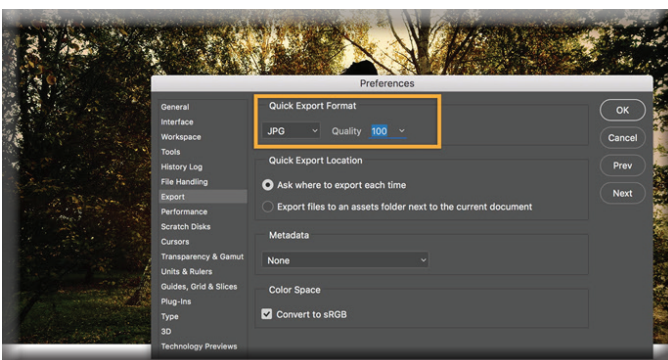 Preferences
General
Interface
Workspace
Tools
History Log
File Handling
Export
Performance
Scratch Disks
Cursors
Transparency & Gamut
Units & Rulers
Guides, Grid & Slices
Plug-Ins
Type
3D
Technology Previews
Quick Export Format
JPG Quality 100
Quick Export Location
Ask where to export each time
Export files to an assets folder next to the current document
Metadata
None
Color Space
Convert to sRGB
OK
Cancel
Prev
Next